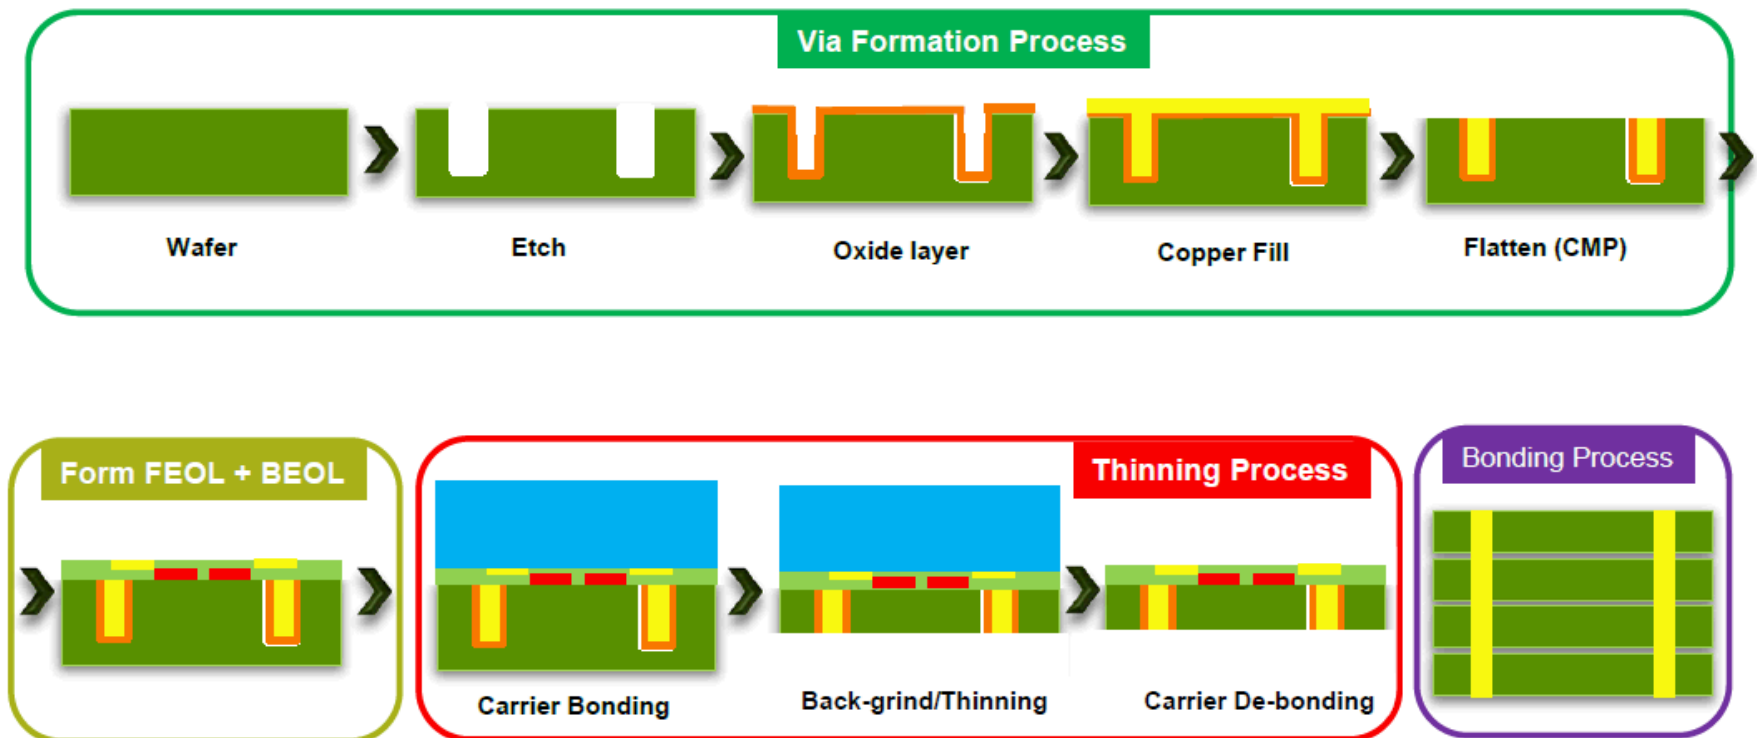 Via Formation Process
Wafer
Etch
Oxide layer
Copper Fill
Flatten (CMP)
Form FEOL + BEOL
Thinning Process
Carrier Bonding
Back-grind/Thinning
Carrier De-bonding
Bonding Process